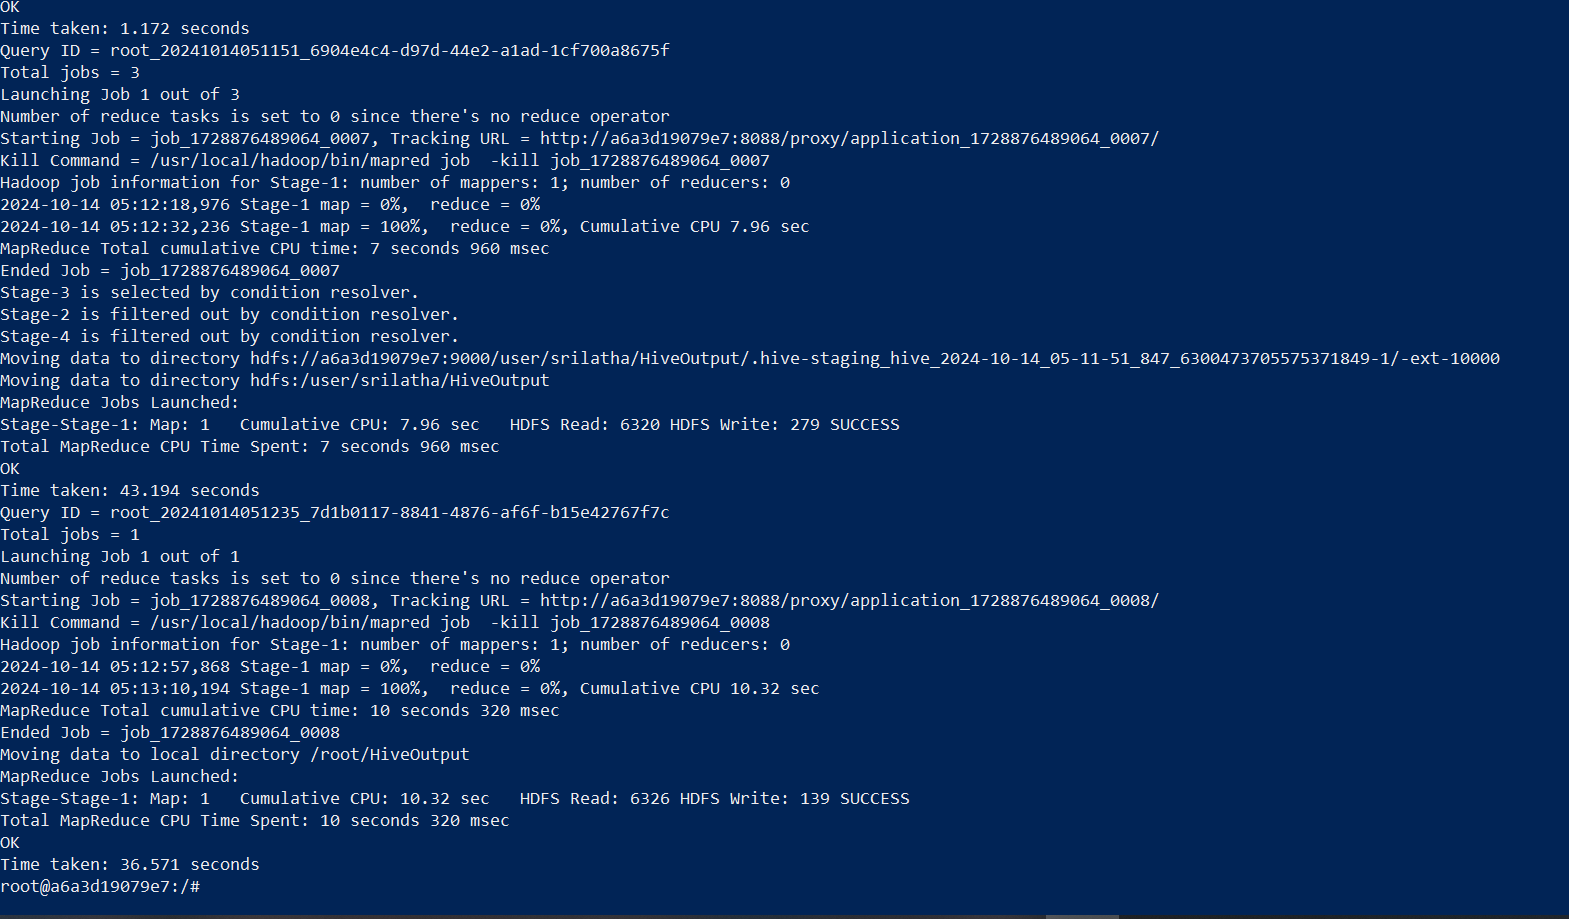 OK
Time taken: 1.172 seconds
Query ID = root_20241014051151_6904e4c4-d97d-44e2-a1ad-1cf700a8675f
Total jobs = 3
Launching Job 1 out of 3
Number of reduce tasks is set to 0 since there's no reduce operator
Starting Job = job_1728876489064_0007, Tracking URL = http://a6a3d19079e7:8088/proxy/application_1728876489064_0007/
Kill Command = /usr/local/hadoop/bin/mapred job  -kill job_1728876489064_0007
Hadoop job information for Stage-1: number of mappers: 1; number of reducers: 0
2024-10-14 05:12:18,976 Stage-1 map = 0%,  reduce = 0%
2024-10-14 05:12:32,236 Stage-1 map = 100%,  reduce = 0%, Cumulative CPU 7.96 sec
MapReduce Total cumulative CPU time: 7 seconds 960 msec
Ended Job = job_1728876489064_0007
Stage-3 is selected by condition resolver.
Stage-2 is filtered out by condition resolver.
Stage-4 is filtered out by condition resolver.
Moving data to directory hdfs://a6a3d19079e7:9000/user/srilatha/HiveOutput/.hive-staging_hive_2024-10-14_05-11-51_847_6300473705575371849-1/-ext-10000
Moving data to directory hdfs:/user/srilatha/HiveOutput
MapReduce Jobs Launched:
Stage-Stage-1: Map: 1   Cumulative CPU: 7.96 sec   HDFS Read: 6320 HDFS Write: 279 SUCCESS
Total MapReduce CPU Time Spent: 7 seconds 960 msec
OK
Time taken: 43.194 seconds
Query ID = root_20241014051235_7d1b0117-8841-4876-af6f-b15e42767f7c
Total jobs = 1
Launching Job 1 out of 1
Number of reduce tasks is set to 0 since there's no reduce operator
Starting Job = job_1728876489064_0008, Tracking URL = http://a6a3d19079e7:8088/proxy/application_1728876489064_0008/
Kill Command = /usr/local/hadoop/bin/mapred job  -kill job_1728876489064_0008
Hadoop job information for Stage-1: number of mappers: 1; number of reducers: 0
2024-10-14 05:12:57,868 Stage-1 map = 0%,  reduce = 0%
2024-10-14 05:13:10,194 Stage-1 map = 100%,  reduce = 0%, Cumulative CPU 10.32 sec
MapReduce Total cumulative CPU time: 10 seconds 320 msec
Ended Job = job_1728876489064_0008
Moving data to local directory /root/HiveOutput
MapReduce Jobs Launched:
Stage-Stage-1: Map: 1   Cumulative CPU: 10.32 sec   HDFS Read: 6326 HDFS Write: 139 SUCCESS
Total MapReduce CPU Time Spent: 10 seconds 320 msec
OK
Time taken: 36.571 seconds
root@a6a3d19079e7:/#